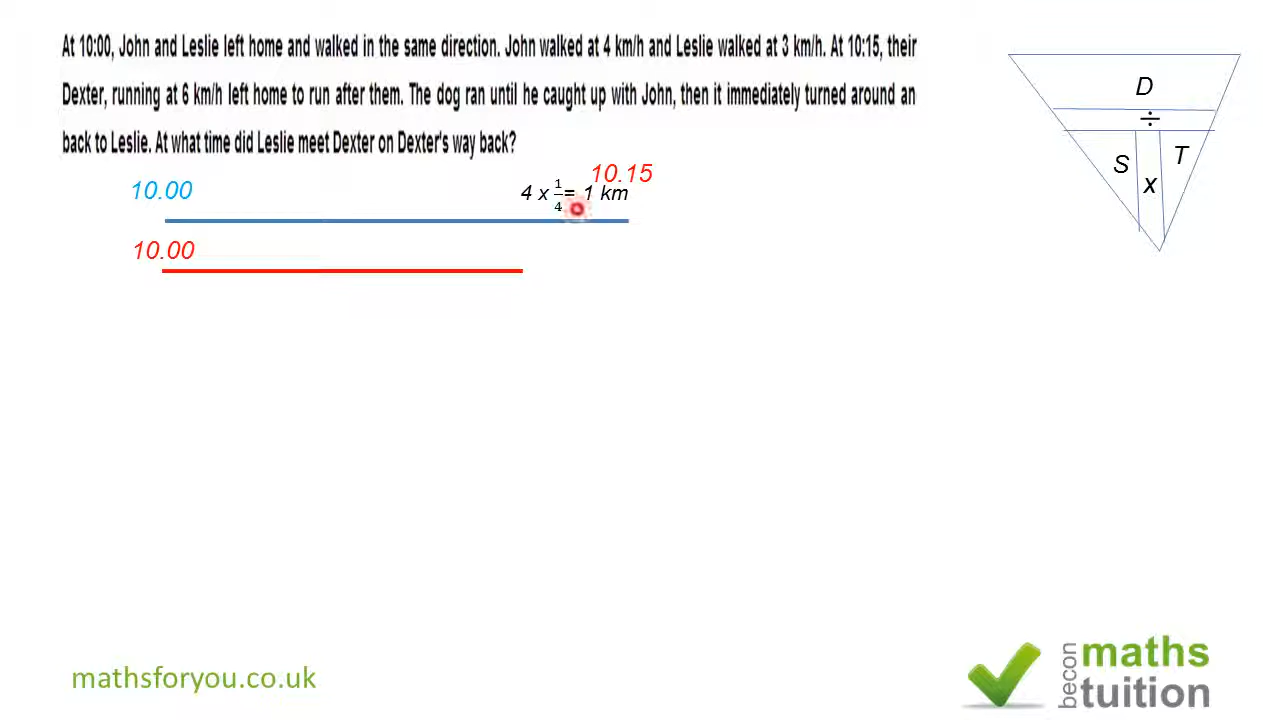 At 10:00, John and Leslie left home and walked in the same direction. John walked at 4 km/h and Leslie walked at 3 km/h. At 10:15, their
Dexter, running at 6 km/h left home to run after them. The dog ran until he caught up with John, then it immediately turned around an
back to Leslie. At what time did Leslie meet Dexter on Dexter's way back?
D
÷
S x T
10.15
10.00
4 x 1/4 = 1 km
10.00
mathsforyou.co.uk
becon
maths
tuition